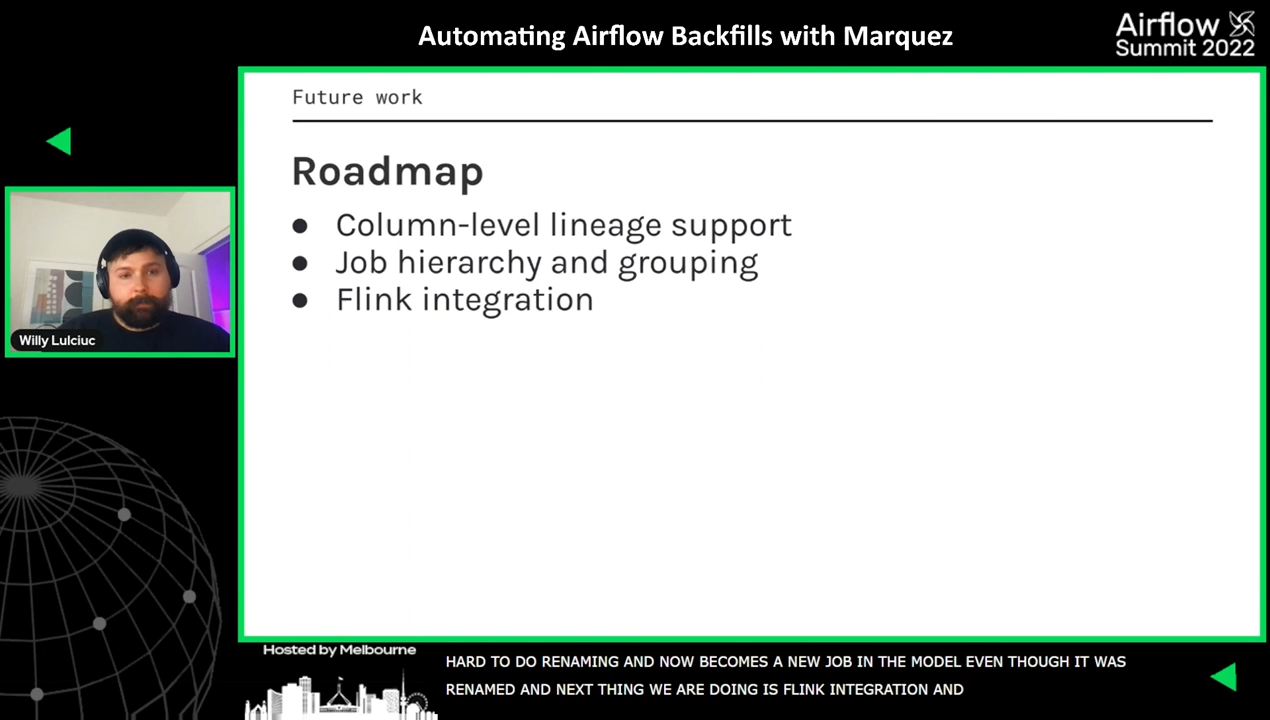 Automating Airflow Backfills with Marquez
Airflow
Summit 2022
Future work
Roadmap
● Column-level lineage support
● Job hierarchy and grouping
● Flink integration
Willy Lulciuc
Hosted by Melbourne
HARD TO DO RENAMING AND NOW BECOMES A NEW JOB IN THE MODEL EVEN THOUGH IT WAS
RENAMED AND NEXT THING WE ARE DOING IS FLINK INTEGRATION AND